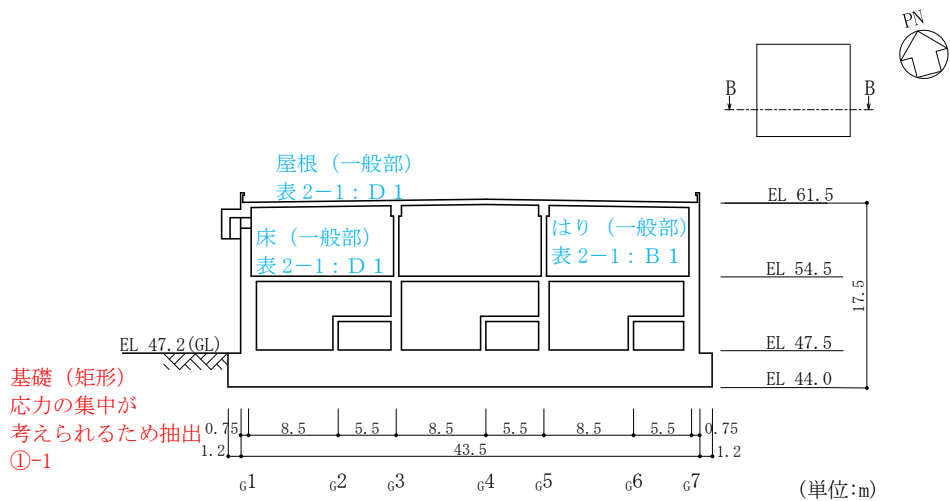 PN
B B
屋根（一般部）
表 2－1：D 1
EL 61.5
床（一般部）
表 2－1：D 1
はり（一般部）
表 2－1：B 1
EL 54.5
17.5
EL 47.2(GL)
EL 47.5
基礎（矩形）
応力の集中が
考えられるため抽出
①-1
EL 44.0
0.75 8.5 5.5 8.5 5.5 8.5 5.5 0.75
1.2 43.5 1.2
G1 G2 G3 G4 G5 G6 G7
(単位:m)